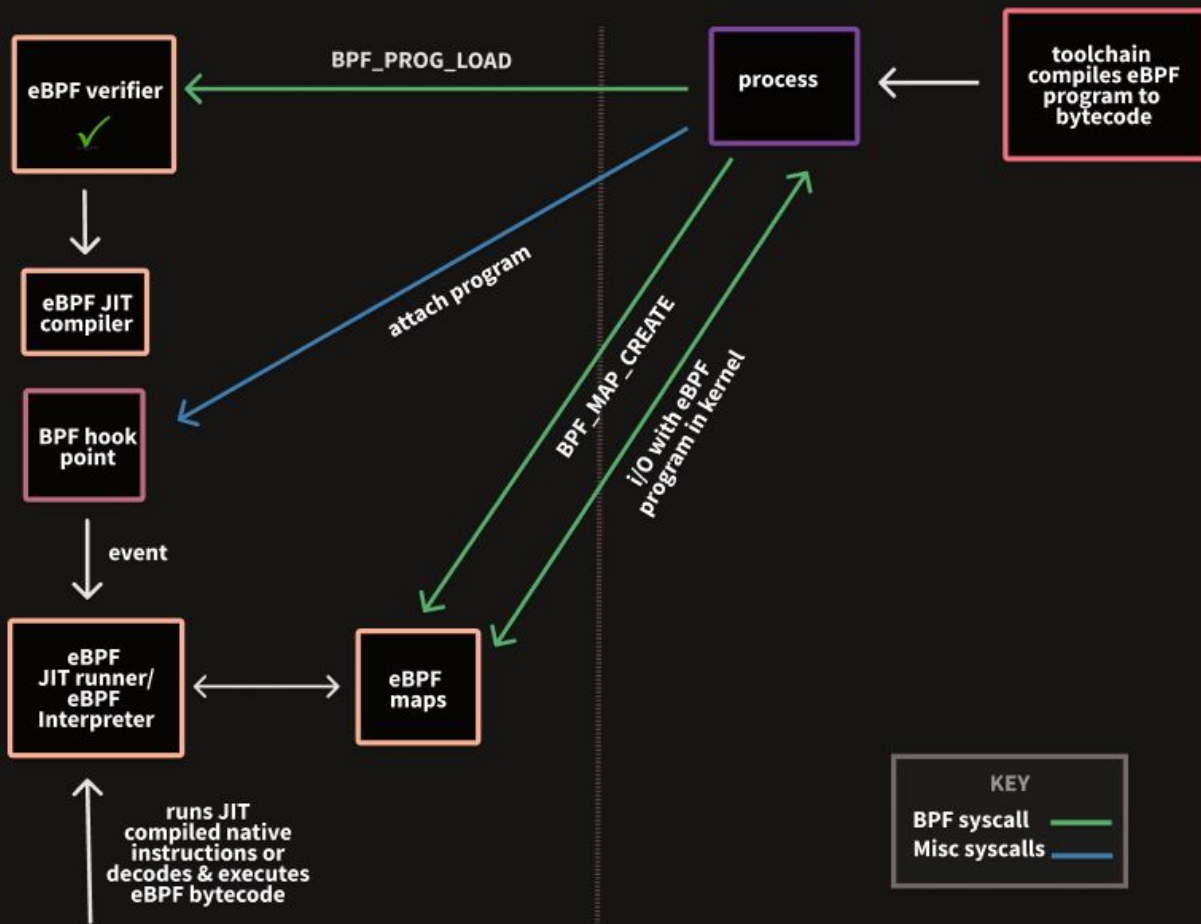 BPF_PROG_LOAD
eBPF verifier
process
toolchain
compiles eBPF
program to
bytecode
attach program
eBPF JIT
compiler
BPF_MAP_CREATE
i/O with eBPF
program in kernel
BPF hook
point
event
eBPF
JIT runner/
eBPF
Interpreter
eBPF
maps
runs JIT
compiled native
instructions or
decodes & executes
eBPF bytecode
KEY
BPF syscall
Misc syscalls